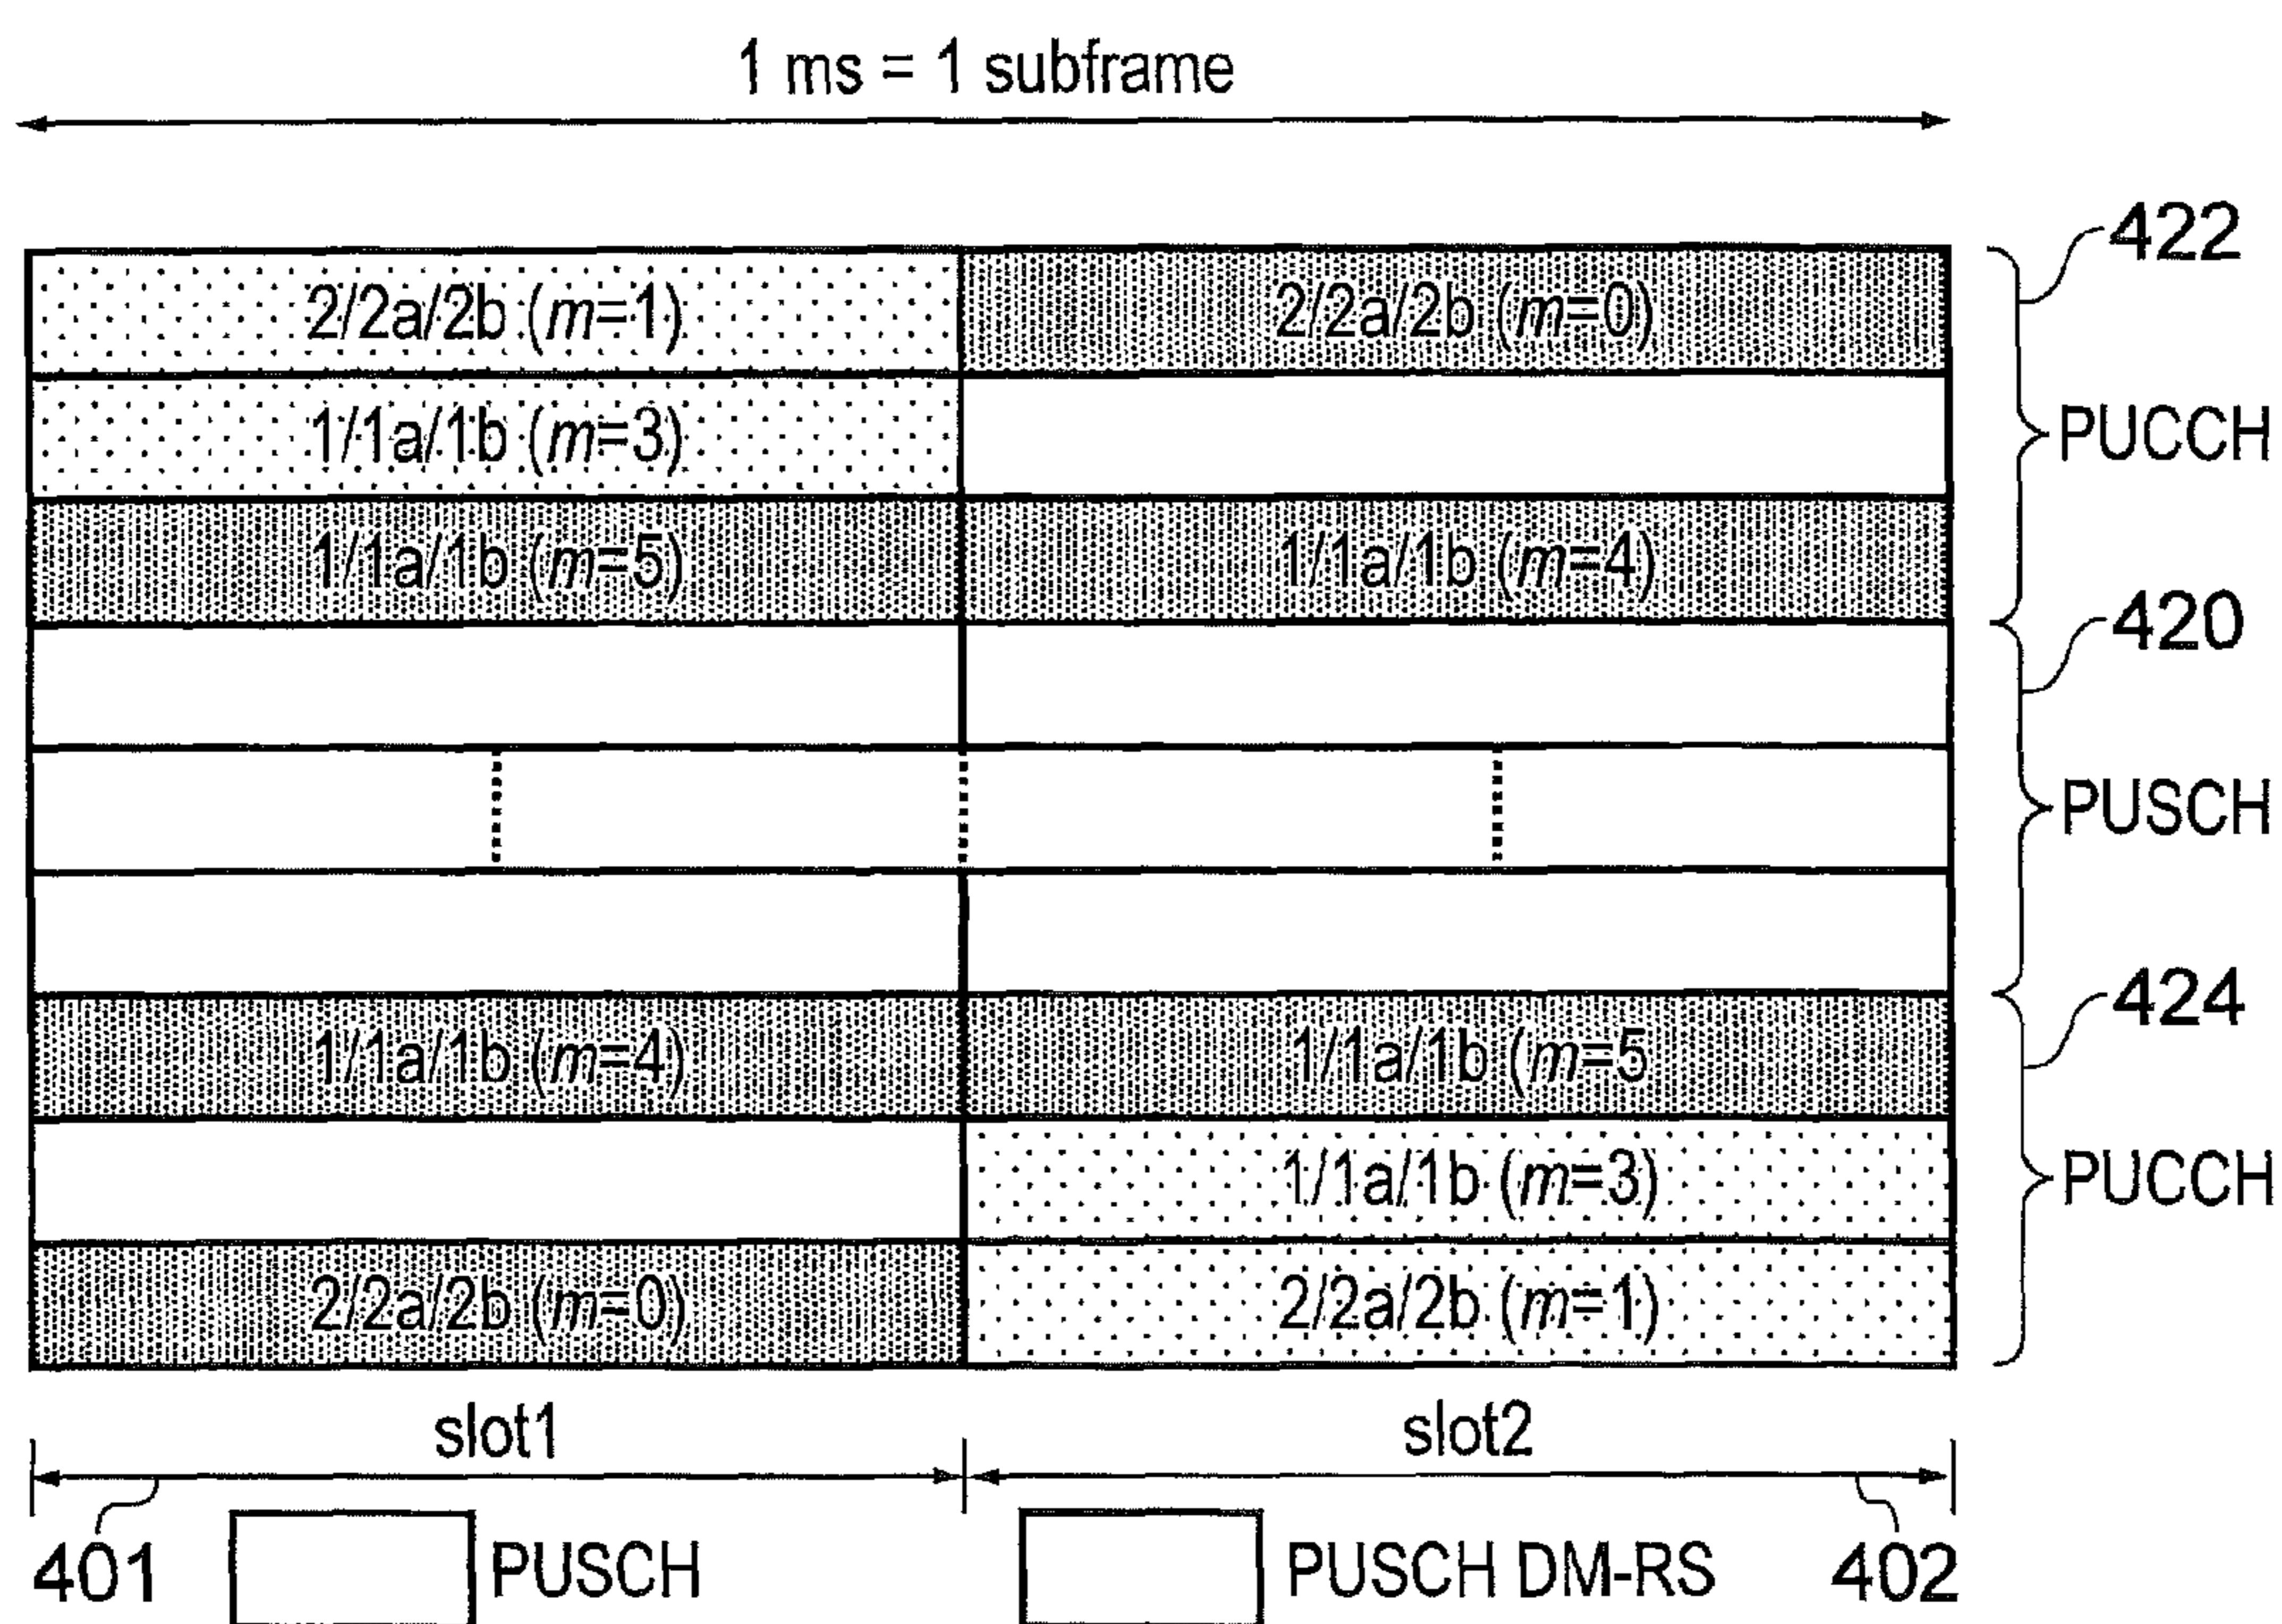 1 ms = 1 subframe
422
2/2a/2b (m=1)
2/2a/2b (m=0)
1/1a/1b (m=3)
PUCCH
1/1a/1b (m=5)
1/1a/1b (m=4)
420
PUSCH
424
1/1a/1b (m=4)
1/1a/1b (m=5
1/1a/1b (m=3)
PUCCH
2/2a/2b (m=0)
2/2a/2b (m=1)
slot1
slot2
401
PUSCH
PUSCH DM-RS
402